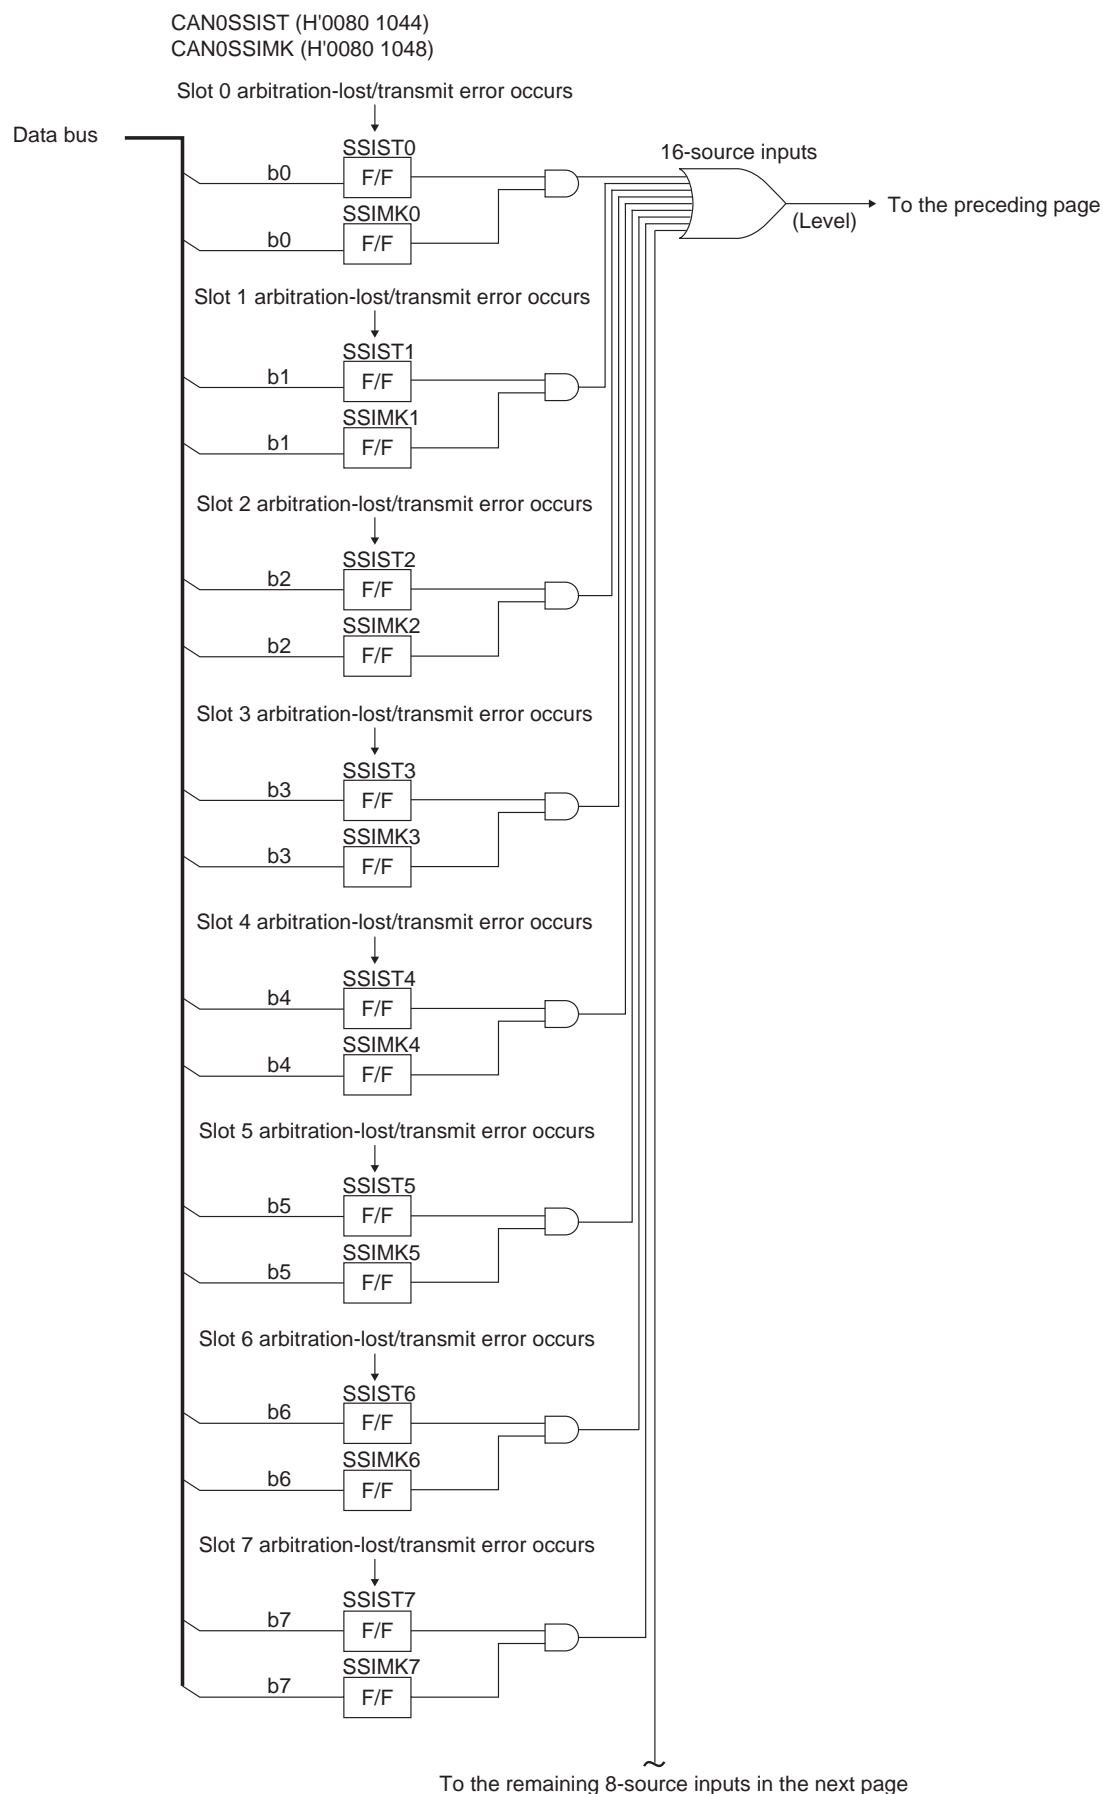 CAN0SSIST (H'0080 1044)
CAN0SSIMK (H'0080 1048)
Slot 0 arbitration-lost/transmit error occurs
Data bus
SSIST0
16-source inputs
b0
F/F
To the preceding page
(Level)
SSIMK0
b0
F/F
Slot 1 arbitration-lost/transmit error occurs
SSIST1
b1
F/F
SSIMK1
b1
F/F
Slot 2 arbitration-lost/transmit error occurs
SSIST2
b2
F/F
SSIMK2
b2
F/F
Slot 3 arbitration-lost/transmit error occurs
SSIST3
b3
F/F
SSIMK3
b3
F/F
Slot 4 arbitration-lost/transmit error occurs
SSIST4
b4
F/F
SSIMK4
b4
F/F
Slot 5 arbitration-lost/transmit error occurs
SSIST5
b5
F/F
SSIMK5
b5
F/F
Slot 6 arbitration-lost/transmit error occurs
SSIST6
b6
F/F
SSIMK6
b6
F/F
Slot 7 arbitration-lost/transmit error occurs
SSIST7
b7
F/F
SSIMK7
b7
F/F
To the remaining 8-source inputs in the next page